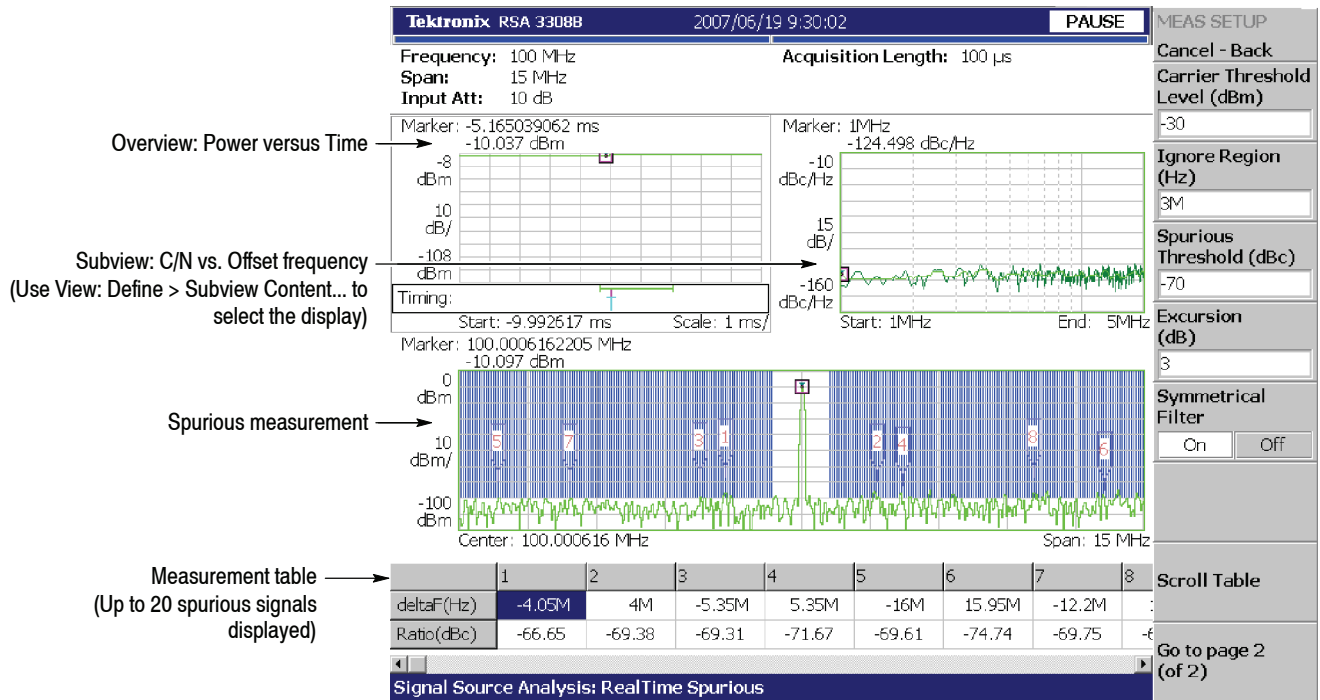 Tektronix RSA 3308B 2007/06/19 9:30:02 PAUSE
Frequency: 100 MHz Acquisition Length: 100 µs
Span: 15 MHz
Input Att: 10 dB
Overview: Power versus Time
Marker: -5.165039062 ms
-10.037 dBm
-8
dBm
10
dB/
-108
dBm
Timing:
Start: -9.992617 ms Scale: 1 ms/
Subview: C/N vs. Offset frequency
(Use View: Define > Subview Content... to
select the display)
Marker: 1MHz
-124.498 dBc/Hz
-10
dBc/Hz
15
dB/
-160
dBc/Hz
Start: 1MHz End: 5MHz
Spurious measurement
Marker: 100.0006162205 MHz
-10.097 dBm
0
dBm
10
dBm/
-100
dBm
5 7 3 1 2 4 8 6
Center: 100.000616 MHz Span: 15 MHz
Measurement table
(Up to 20 spurious signals
displayed)
1 2 3 4 5 6 7 8
deltaF(Hz) -4.05M 4M -5.35M 5.35M -16M 15.95M -12.2M
Ratio(dBc) -66.65 -69.38 -69.31 -71.67 -69.61 -74.74 -69.75
Signal Source Analysis: RealTime Spurious
MEAS SETUP
Cancel - Back
Carrier Threshold
Level (dBm)
-30
Ignore Region
(Hz)
3M
Spurious
Threshold (dBc)
-70
Excursion
(dB)
3
Symmetrical
Filter
On Off
Scroll Table
Go to page 2
(of 2)